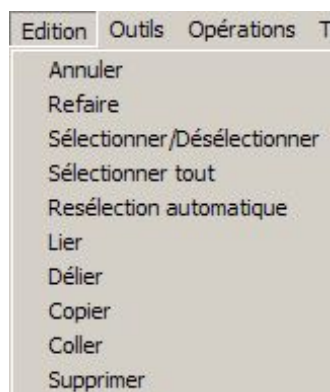 Edition Outils Opérations T
Annuler
Refaire
Sélectionner/Désélectionner
Sélectionner tout
Resélection automatique
Lier
Délier
Copier
Coller
Supprimer